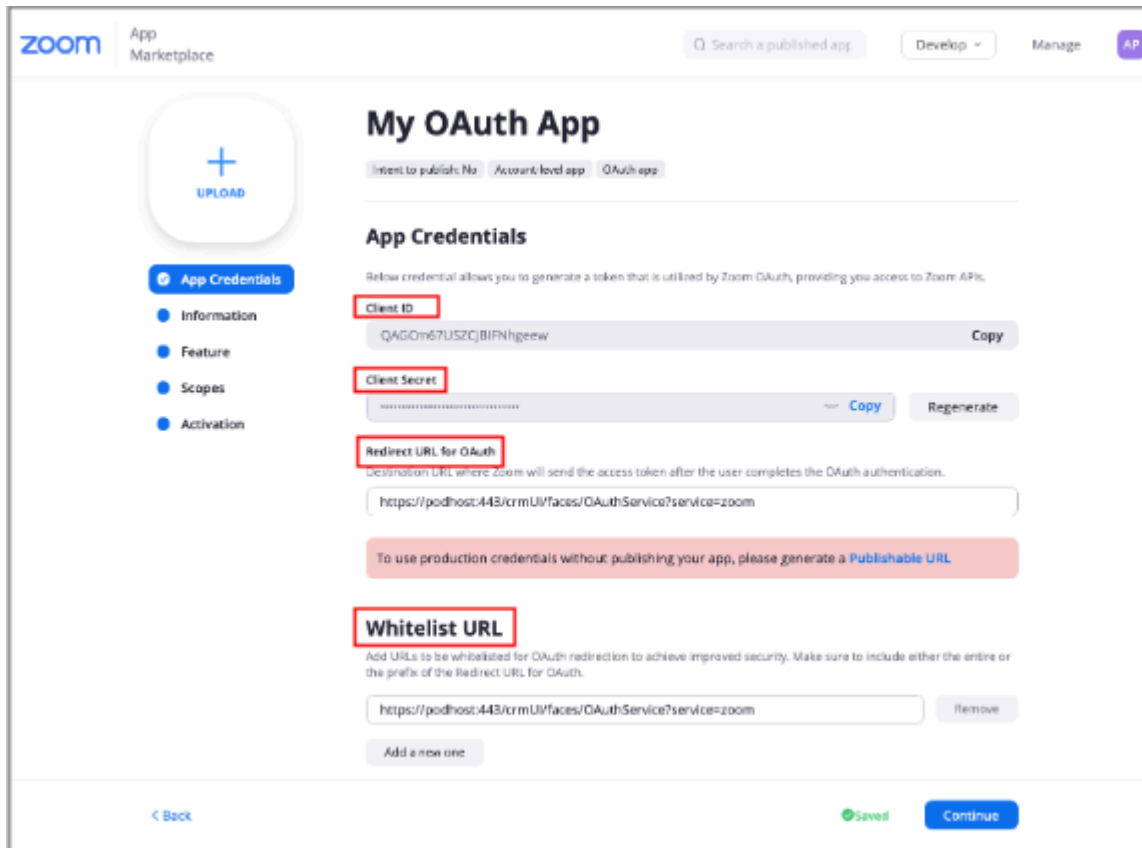 zoom
App
Marketplace
Search a published app
Develop
Manage
AP
UPLOAD
My OAuth App
Intent to publish: No Account-level app OAuth app
App Credentials
Below credential allows you to generate a token that is utilized by Zoom OAuth, providing you access to Zoom APIs.
App Credentials
Information
Feature
Scopes
Activation
Client ID
Copy
Client Secret
Copy
Regenerate
Redirect URL for OAuth
Destination URL where Zoom will send the access token after the user completes the OAuth authentication.
https://podhost:443/crmUI/faces/OAuthService?service=zoom
To use production credentials without publishing your app, please generate a Publishable URL
Whitelist URL
Add URLs to be whitelisted for OAuth redirection to achieve improved security. Make sure to include either the entire or
the prefix of the Redirect URL for OAuth.
https://podhost:443/crmUI/faces/OAuthService?service=zoom
Remove
Add a new one
< Back
Saved
Continue